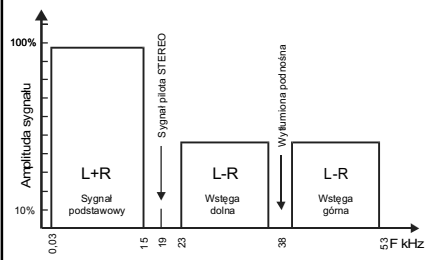 Amplituda sygnału
100%
10%
L+R
Sygnał
podstawowy
Sygnał pilota STEREO
L-R
Wstęga
dolna
Wytłumiona podnośna
L-R
Wstęga
górna
0,03
15
19
23
38
53
F kHz